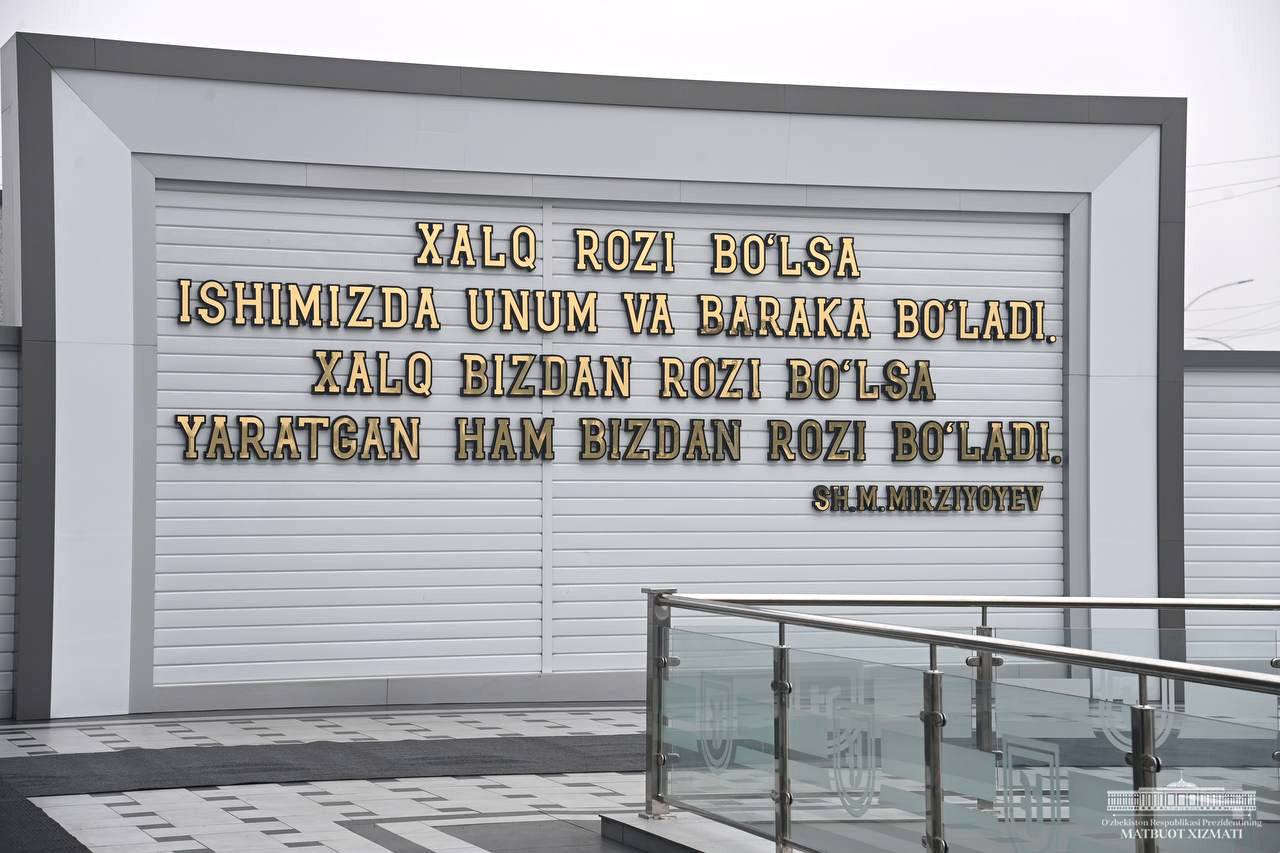 XALQ ROZI BO‘LSA
ISHIMIZDA UNUM VA BARAKA BO‘LADI.
XALQ BIZDAN ROZI BO‘LSA
YARATGAN HAM BIZDAN ROZI BO‘LADI.
SH.M.MIRZIYOYEV
O‘zbekiston Respublikasi Prezidentining
MATBUOT XIZMATI